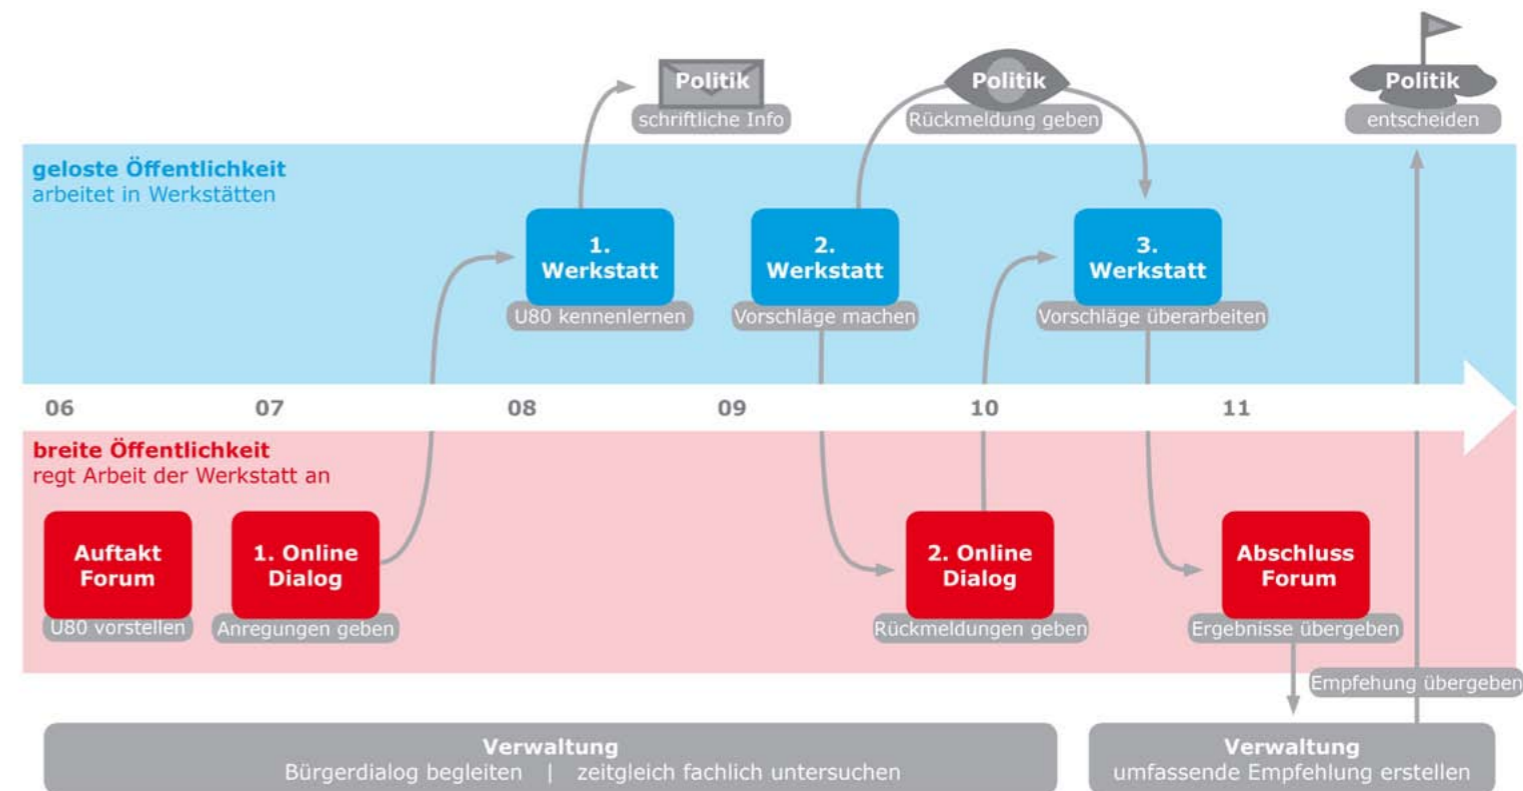 Politik
schriftliche Info
Politik
Rückmeldung geben
Politik
entscheiden
geloste Öffentlichkeit
arbeitet in Werkstätten
1.
Werkstatt
U80 kennenlernen
2.
Werkstatt
Vorschläge machen
3.
Werkstatt
Vorschläge überarbeiten
06 07 08 09 10 11
breite Öffentlichkeit
regt Arbeit der Werkstatt an
Auftakt
Forum
U80 vorstellen
1. Online
Dialog
Anregungen geben
2. Online
Dialog
Rückmeldungen geben
Abschluss
Forum
Ergebnisse übergeben
Empfehung übergeben
Verwaltung
Bürgerdialog begleiten | zeitgleich fachlich untersuchen
Verwaltung
umfassende Empfehlung erstellen